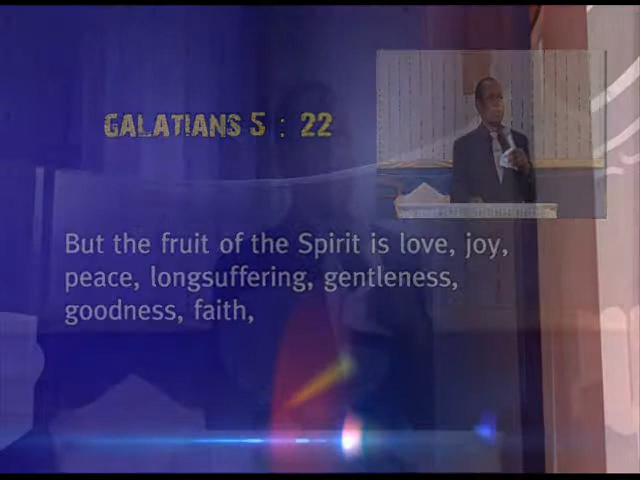 GALATIANS 5 : 22
But the fruit of the Spirit is love, joy,
peace, longsuffering, gentleness,
goodness, faith,